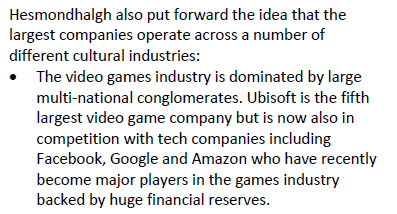 Hesmondhalgh also put forward the idea that the
largest companies operate across a number of
different cultural industries:
• The video games industry is dominated by large
multi-national conglomerates. Ubisoft is the fifth
largest video game company but is now also in
competition with tech companies including
Facebook, Google and Amazon who have recently
become major players in the games industry
backed by huge financial reserves.